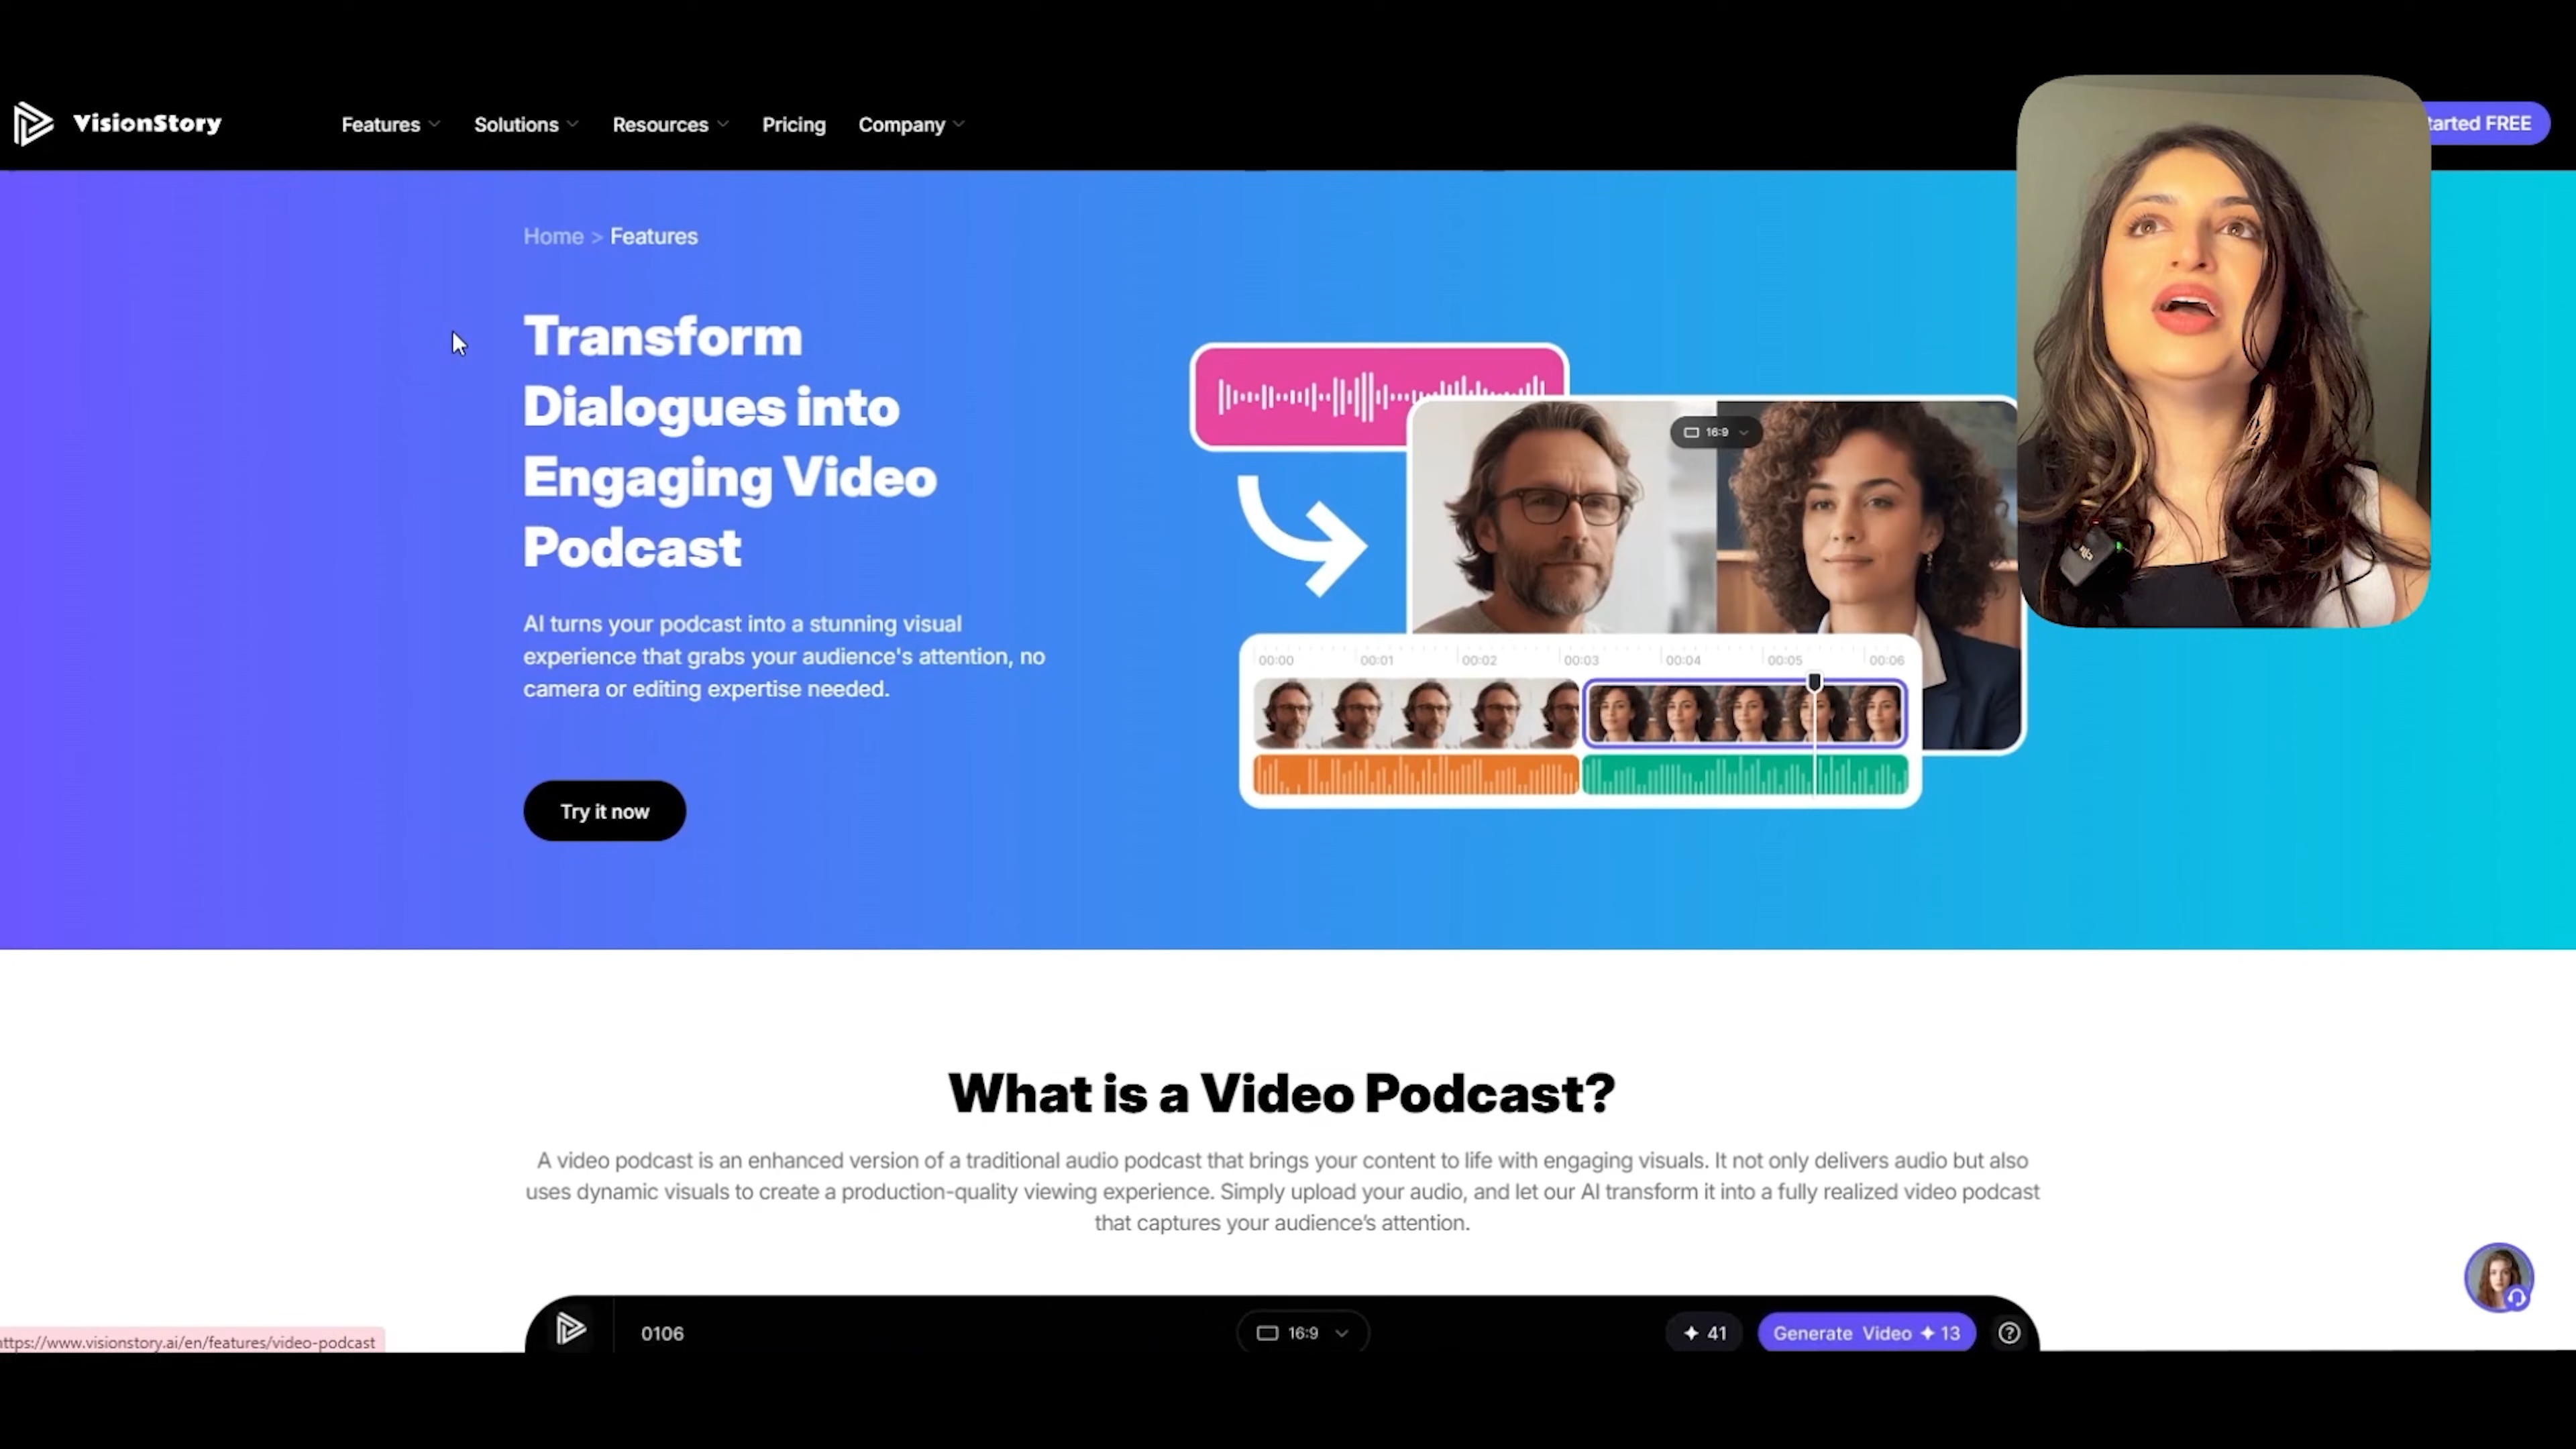 VisionStory
Features
Solutions
Resources
Pricing
Company
tarted FREE
Home > Features
Transform
Dialogues into
Engaging Video
Podcast
AI turns your podcast into a stunning visual
experience that grabs your audience's attention, no
camera or editing expertise needed.
Try it now
16:9
00:00 00:01 00:02 00:03 00:04 00:05 00:06
What is a Video Podcast?
A video podcast is an enhanced version of a traditional audio podcast that brings your content to life with engaging visuals. It not only delivers audio but also
uses dynamic visuals to create a production-quality viewing experience. Simply upload your audio, and let our AI transform it into a fully realized video podcast
that captures your audience’s attention.
0106
16:9
41
Generate Video 13
ttps://www.visionstory.ai/en/features/video-podcast